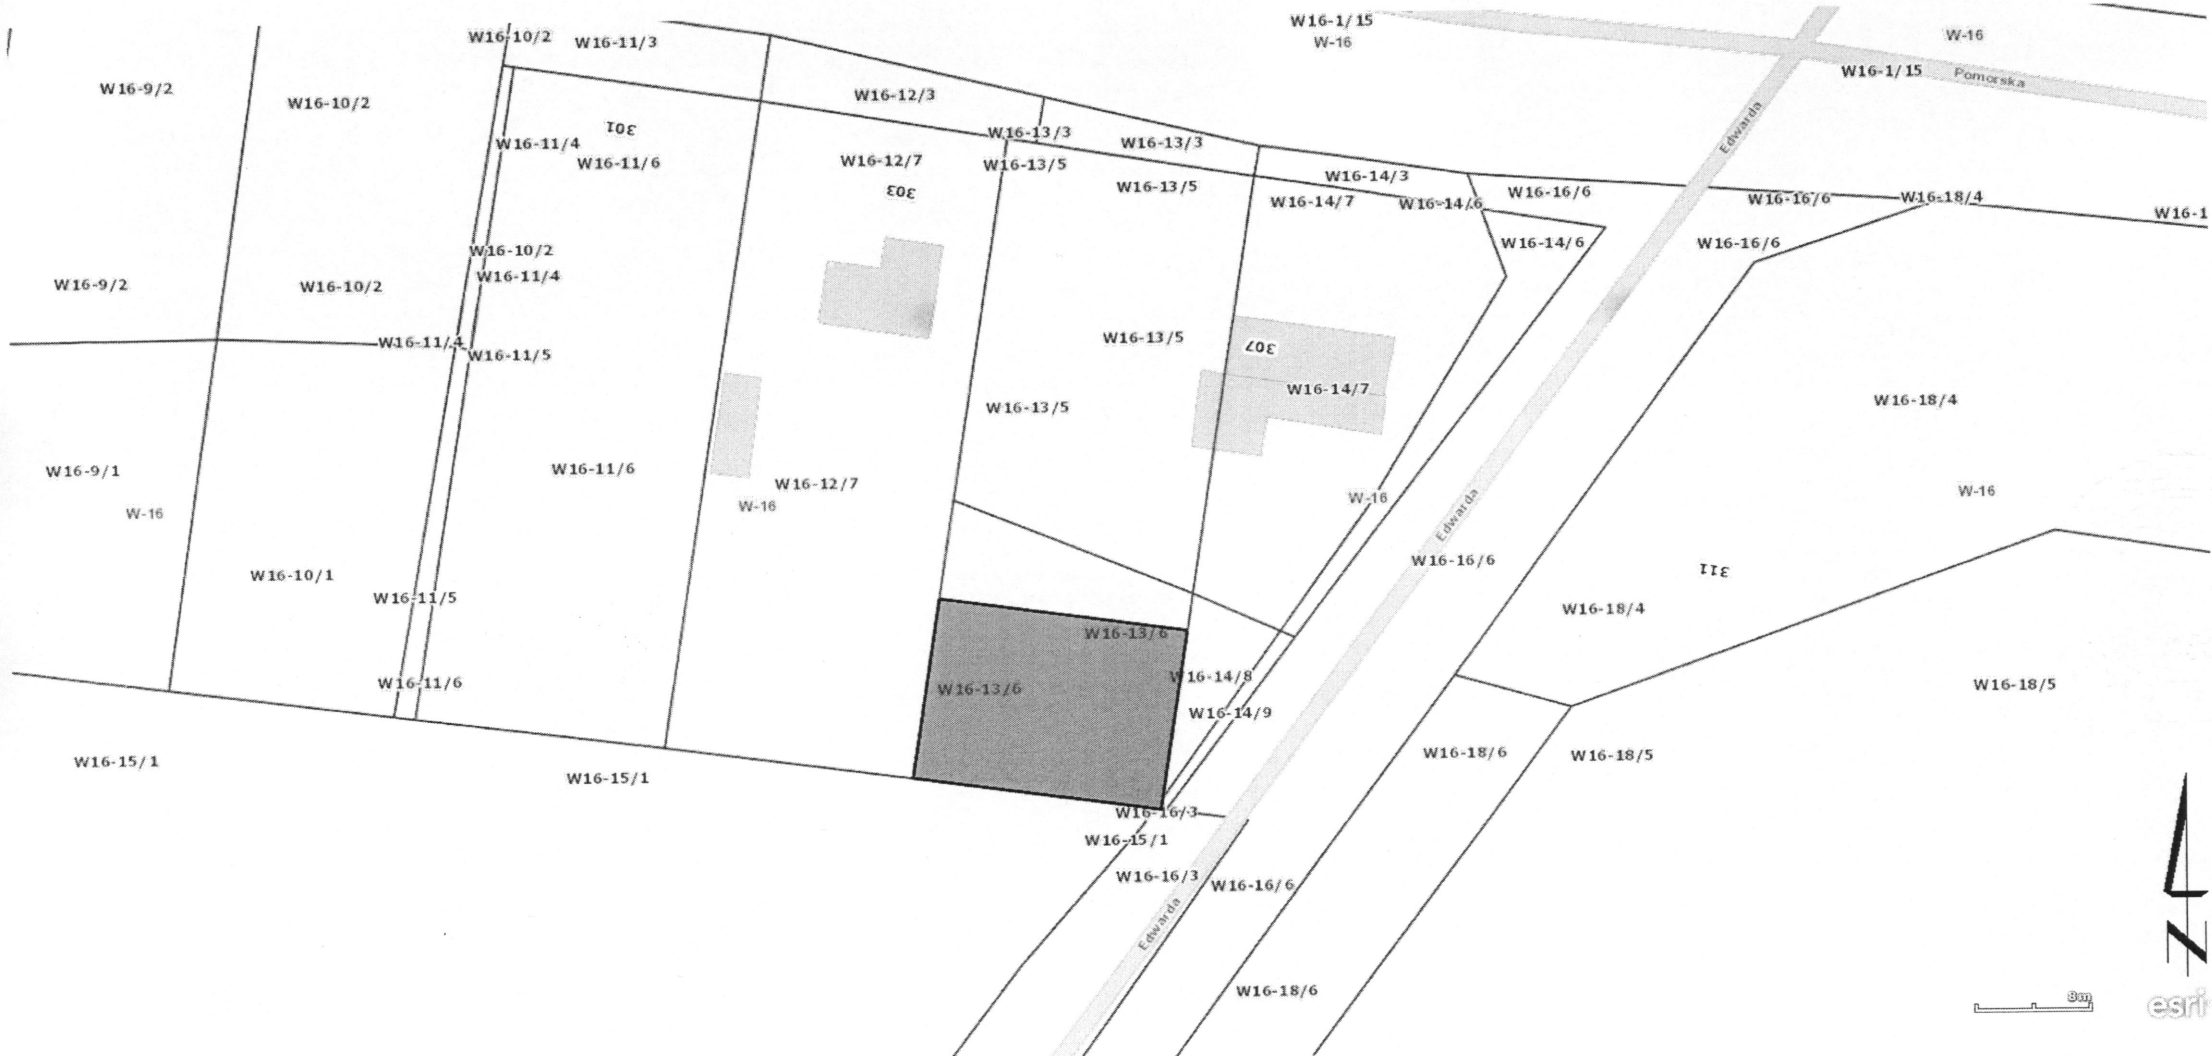 W16-1/15
W-16
W-16
W16-10/2
W16-11/3
W16-1/15
Pomorska
W16-9/2
W16-10/2
W16-12/3
Edwarda
301
W16-11/4
W16-11/6
W16-12/7
303
W16-13/3
W16-13/3
W16-13/5
W16-13/5
W16-14/3
W16-14/7
W16-14/6
W16-16/6
W16-16/6
W16-18/4
W16-1
W16-14/6
W16-16/6
W16-10/2
W16-11/4
W16-9/2
W16-10/2
W16-11/4
W16-11/5
W16-13/5
307
W16-14/7
W16-13/5
W16-18/4
W16-9/1
W-16
W16-11/6
W16-12/7
W-16
W-16
Edwarda
W-16
W16-10/1
W16-11/5
W16-16/6
311
W16-18/4
W16-13/6
W16-13/6
W16-11/6
W16-14/8
W16-14/9
W16-18/5
W16-15/1
W16-15/1
W16-18/6
W16-18/5
W16-16/3
W16-15/1
W16-16/3
W16-16/6
Edwarda
W16-18/6
N
8m
esri